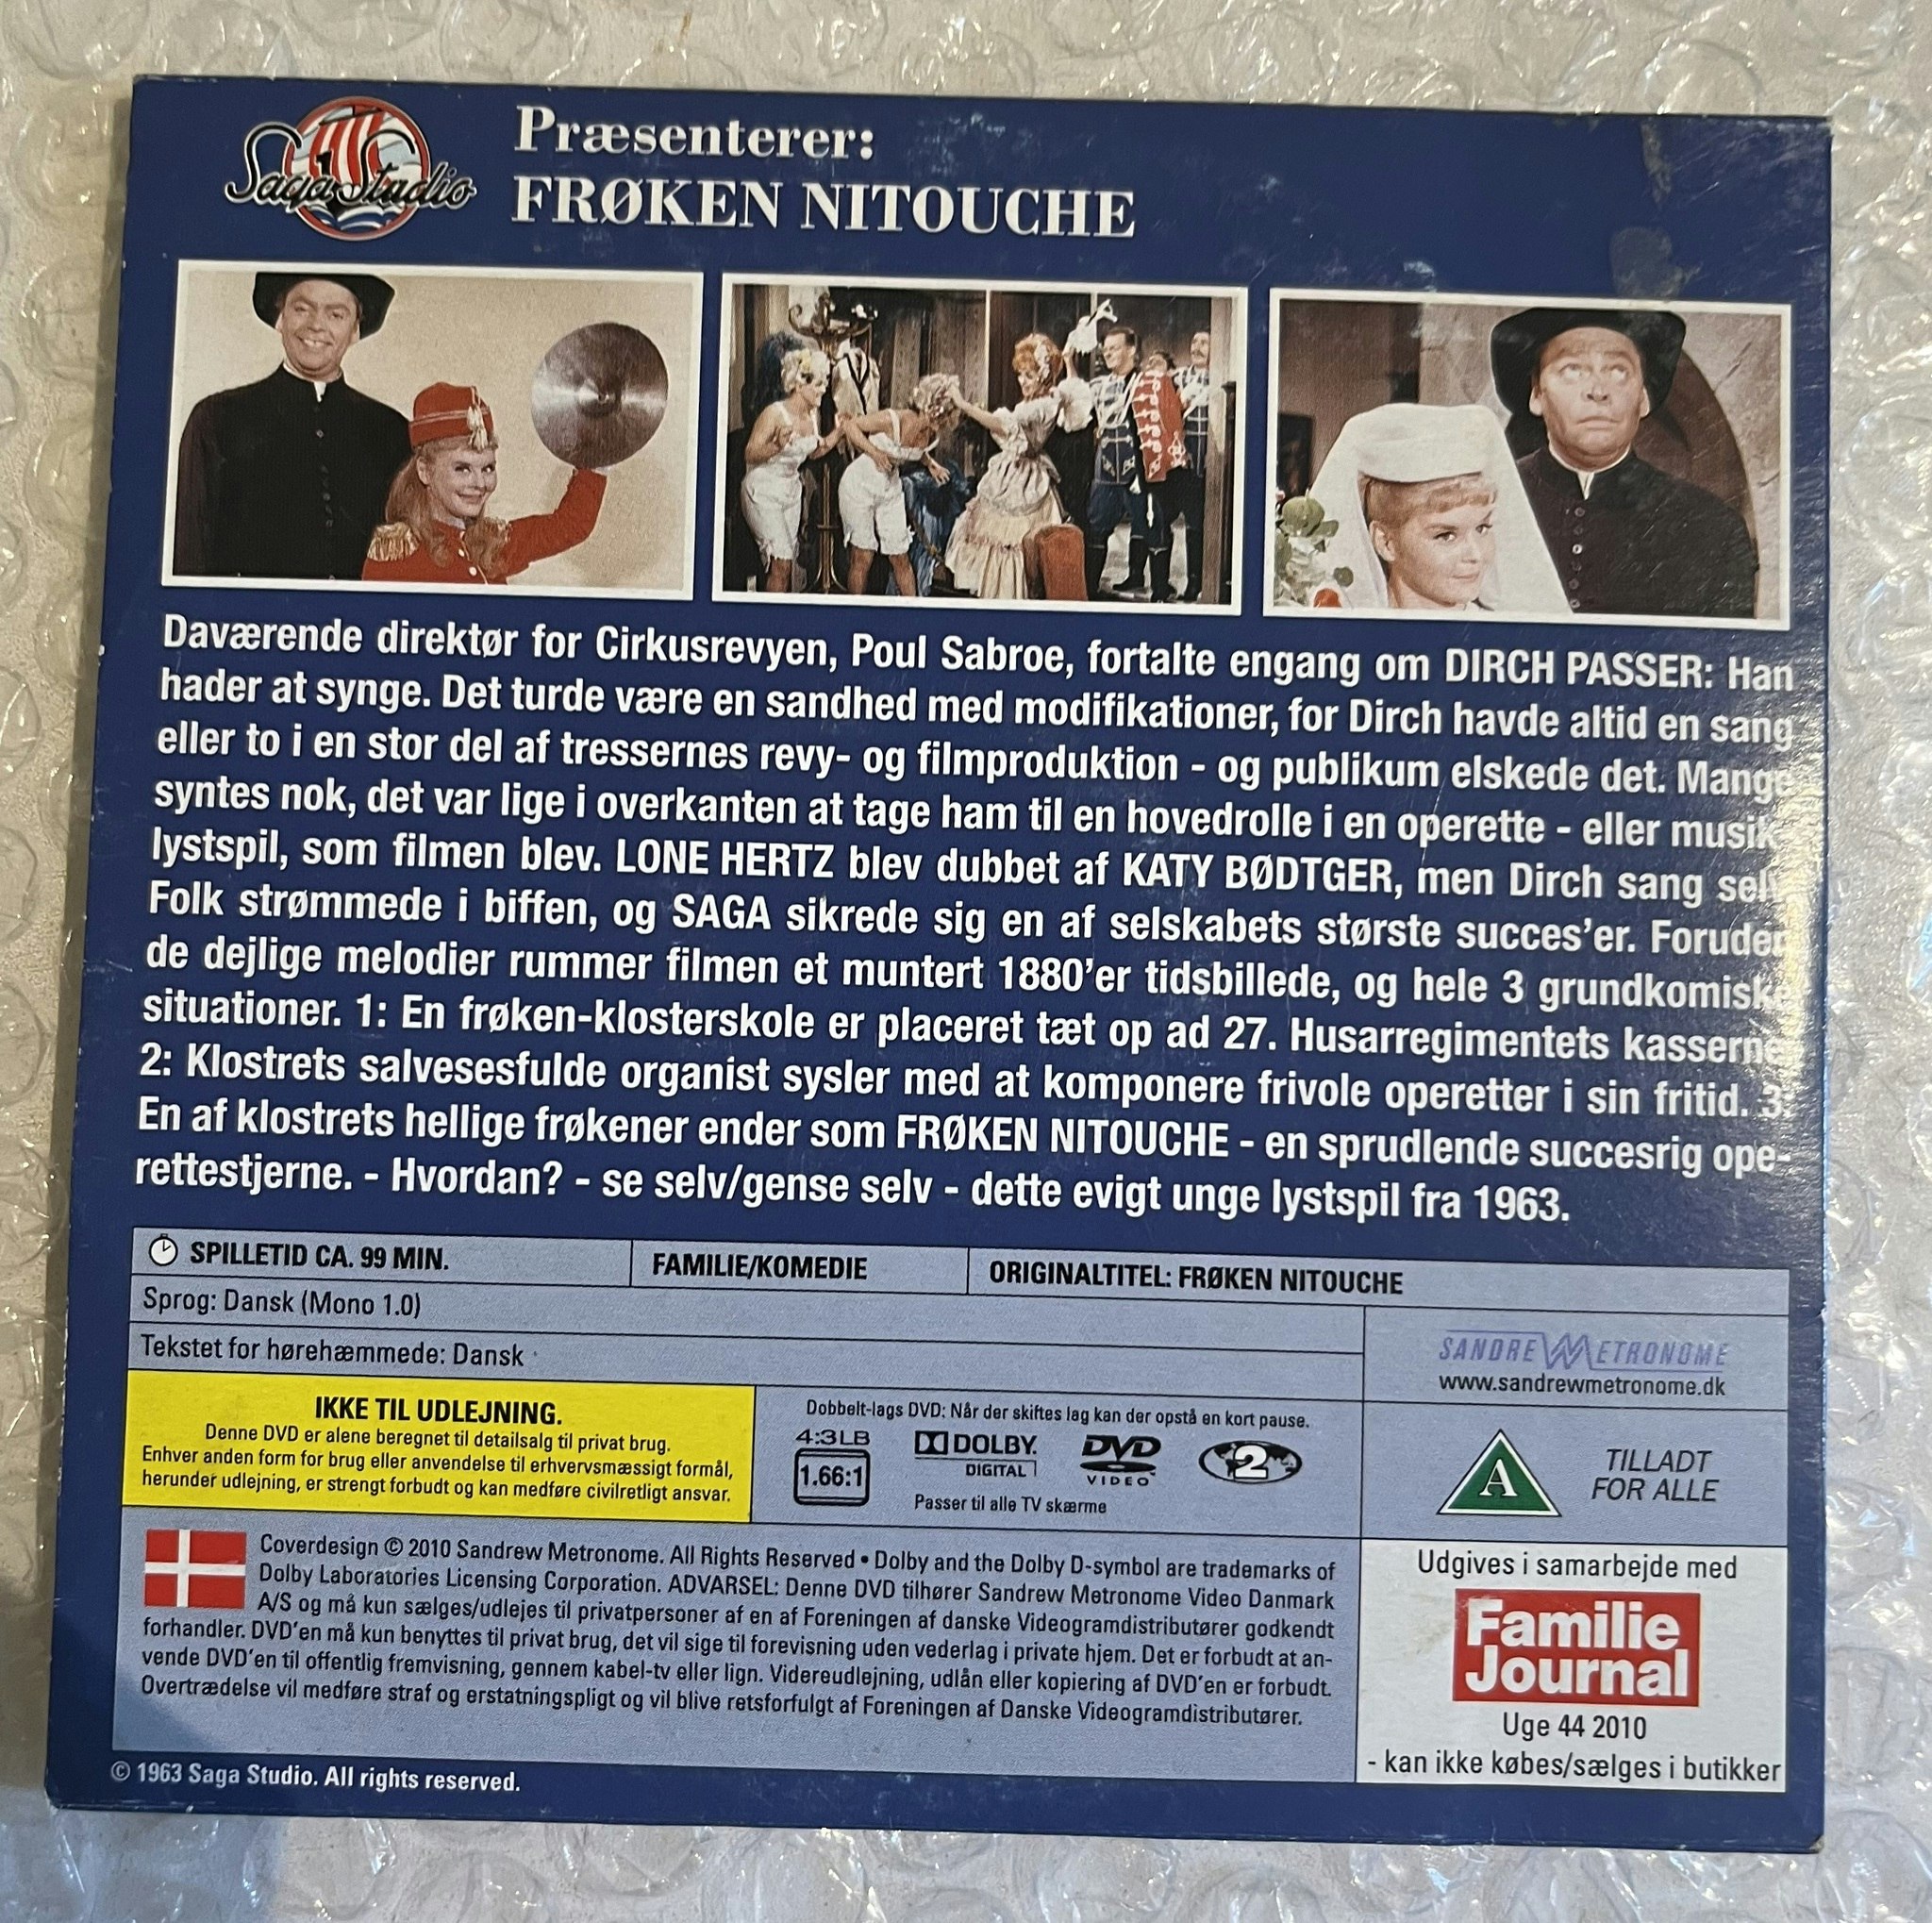 Saga Studio
Præsenterer:
FRØKEN NITOUCHE
Daværende direktør for Cirkusrevyen, Poul Sabroe, fortalte engang om DIRCH PASSER: Han
hader at synge. Det turde være en sandhed med modifikationer, for Dirch havde altid en sang
eller to i en stor del af tressernes revy- og filmproduktion - og publikum elskede det. Mange
syntes nok, det var lige i overkanten at tage ham til en hovedrolle i en operette - eller musik
lystspil, som filmen blev. LONE HERTZ blev dubbet af KATY BØDTGER, men Dirch sang
Folk strømmede i biffen, og SAGA sikrede sig en af selskabets største succes'er. Foruden
de dejlige melodier rummer filmen et muntert 1880'er tidsbillede, og hele 3 grundkomiske
situationer. 1: En frøken-klosterskole er placeret tæt op ad 27. Husarregimentets kasserne
2: Klostrets salvesesfulde organist sysler med at komponere frivole operetter i sin fritid. 3:
En af klostrets hellige frøkener ender som FRØKEN NITOUCHE - en sprudlende succesrig ope-
rettestjerne. - Hvordan? - se selv/gense selv - dette evigt unge lystspil fra 1963.
SPILLETID CA. 99 MIN. FAMILIE/KOMEDIE ORIGINALTITEL: FRØKEN NITOUCHE
Sprog: Dansk (Mono 1.0)
Tekstet for hørehæmmede: Dansk
SANDREW METRONOME
www.sandrewmetronome.dk
IKKE TIL UDLEJNING.
Denne DVD er alene beregnet til detailsalg til privat brug.
Enhver anden form for brug eller anvendelse til erhvervsmæssigt formål,
herunder udlejning, er strengt forbudt og kan medføre civilretligt ansvar.
Dobbelt-lags DVD: Når der skiftes lag kan der opstå en kort pause.
4:3LB
1.66:1
DOLBY
DIGITAL
DVD
VIDEO
2
Passer til alle TV skærme
A
TILLADT
FOR ALLE
Coverdesign © 2010 Sandrew Metronome. All Rights Reserved • Dolby and the Dolby D-symbol are trademarks of
Dolby Laboratories Licensing Corporation. ADVARSEL: Denne DVD tilhører Sandrew Metronome Video Danmark
A/S og må kun sælges/udlejes til privatpersoner af en af Foreningen af danske Videogramdistributører godkendt
forhandler. DVD'en må kun benyttes til privat brug, det vil sige til forevisning uden vederlag i private hjem. Det er forbudt at an-
vende DVD'en til offentlig fremvisning, gennem kabel-tv eller lign. Videreudlejning, udlån eller kopiering af DVD'en er forbudt.
Overtrædelse vil medføre straf og erstatningspligt og vil blive retsforfulgt af Foreningen af Danske Videogramdistributører.
Udgives i samarbejde med
Familie
Journal
Uge 44 2010
- kan ikke købes/sælges i butikker
© 1963 Saga Studio. All rights reserved.